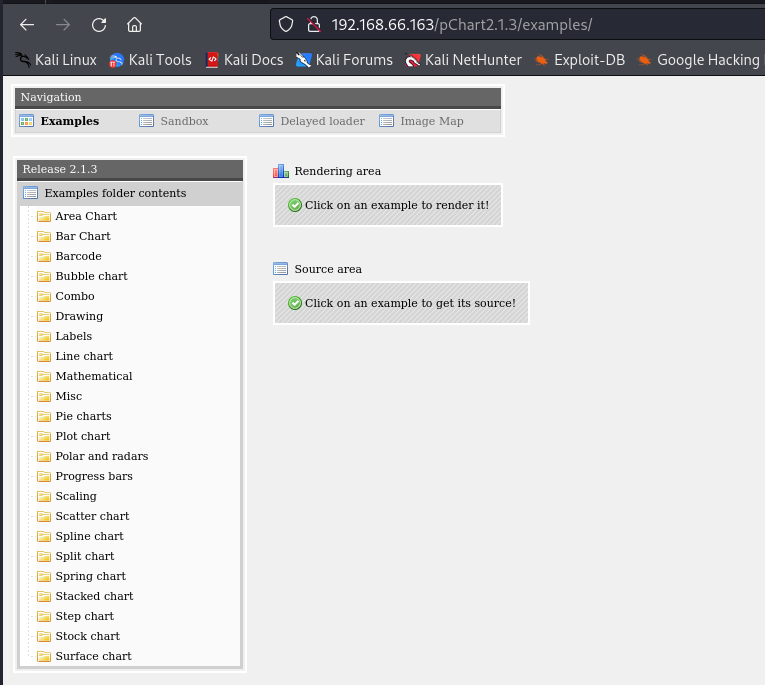 192.168.66.163/pChart2.1.3/examples/
Kali Linux Kali Tools Kali Docs Kali Forums Kali NetHunter Exploit-DB Google Hacking
Navigation
Examples Sandbox Delayed loader Image Map
Release 2.1.3
Examples folder contents
Area Chart
Bar Chart
Barcode
Bubble chart
Combo
Drawing
Labels
Line chart
Mathematical
Misc
Pie charts
Plot chart
Polar and radars
Progress bars
Scaling
Scatter chart
Spline chart
Split chart
Spring chart
Stacked chart
Step chart
Stock chart
Surface chart
Rendering area
Click on an example to render it!
Source area
Click on an example to get its source!